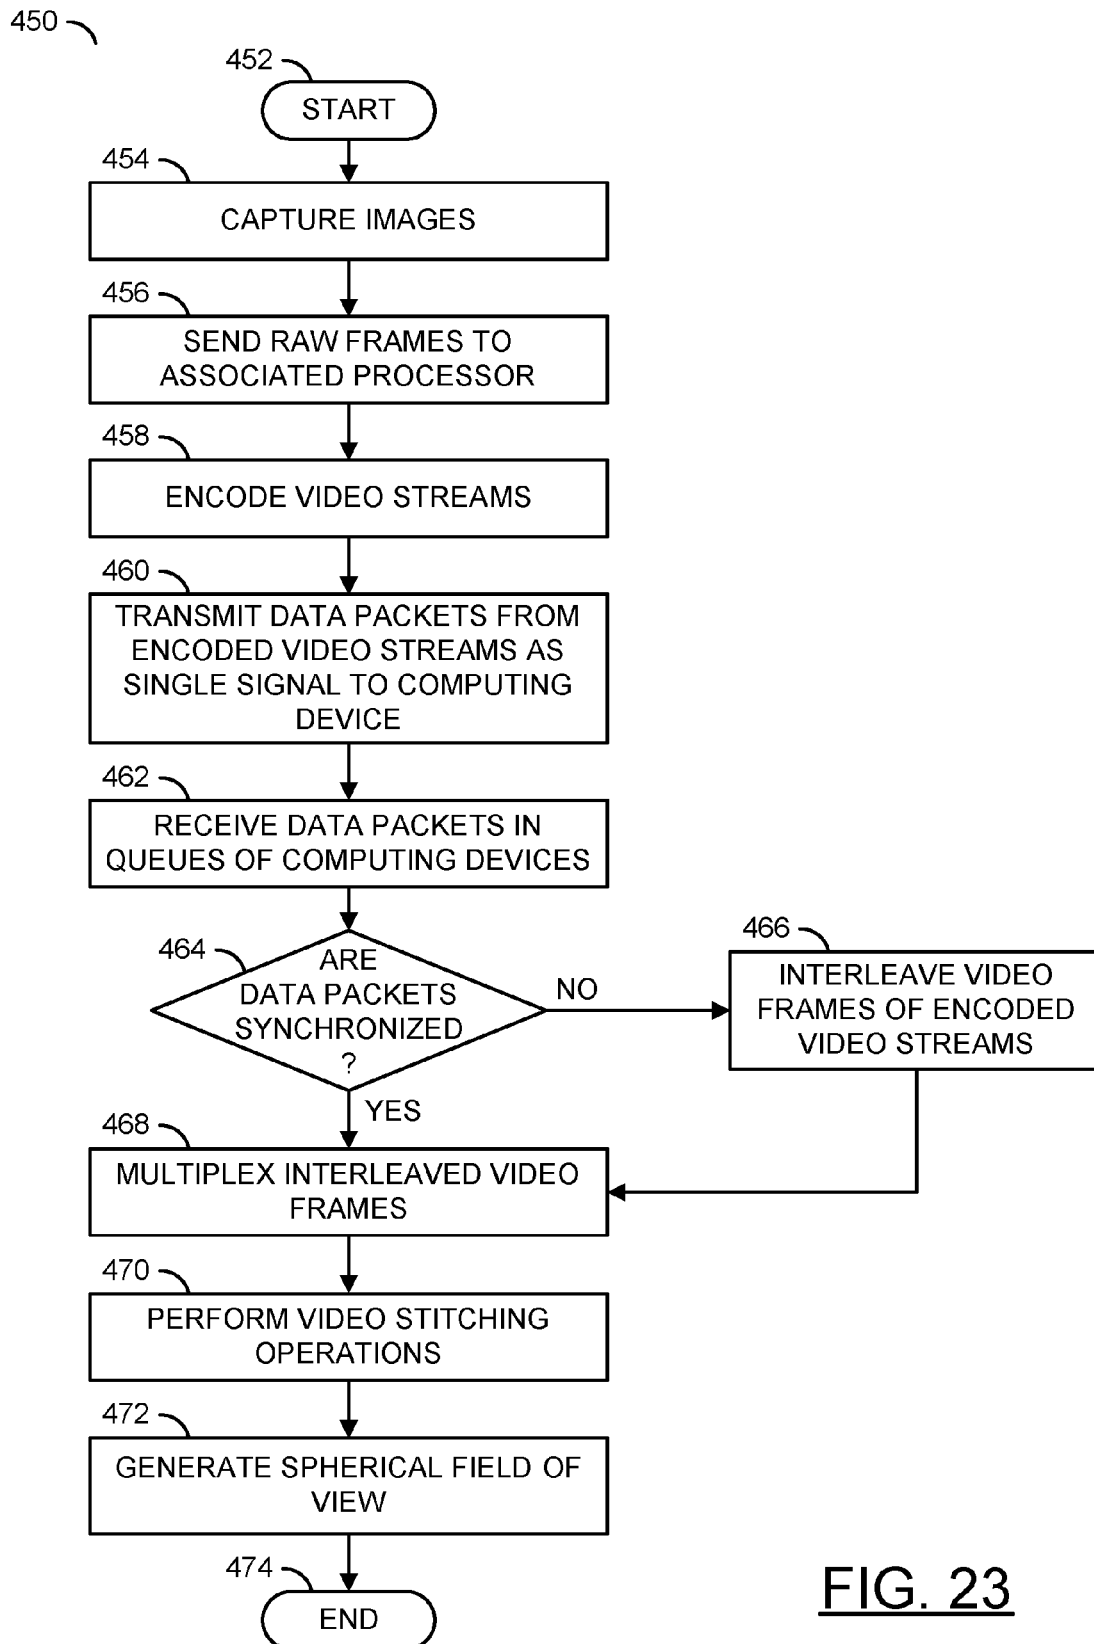 450
452
START
454
CAPTURE IMAGES
456
SEND RAW FRAMES TO
ASSOCIATED PROCESSOR
458
ENCODE VIDEO STREAMS
460
TRANSMIT DATA PACKETS FROM
ENCODED VIDEO STREAMS AS
SINGLE SIGNAL TO COMPUTING
DEVICE
462
RECEIVE DATA PACKETS IN
QUEUES OF COMPUTING DEVICES
464
ARE
DATA PACKETS
SYNCHRONIZED
?
NO
466
INTERLEAVE VIDEO
FRAMES OF ENCODED
VIDEO STREAMS
YES
468
MULTIPLEX INTERLEAVED VIDEO
FRAMES
470
PERFORM VIDEO STITCHING
OPERATIONS
472
GENERATE SPHERICAL FIELD OF
VIEW
474
END
FIG. 23